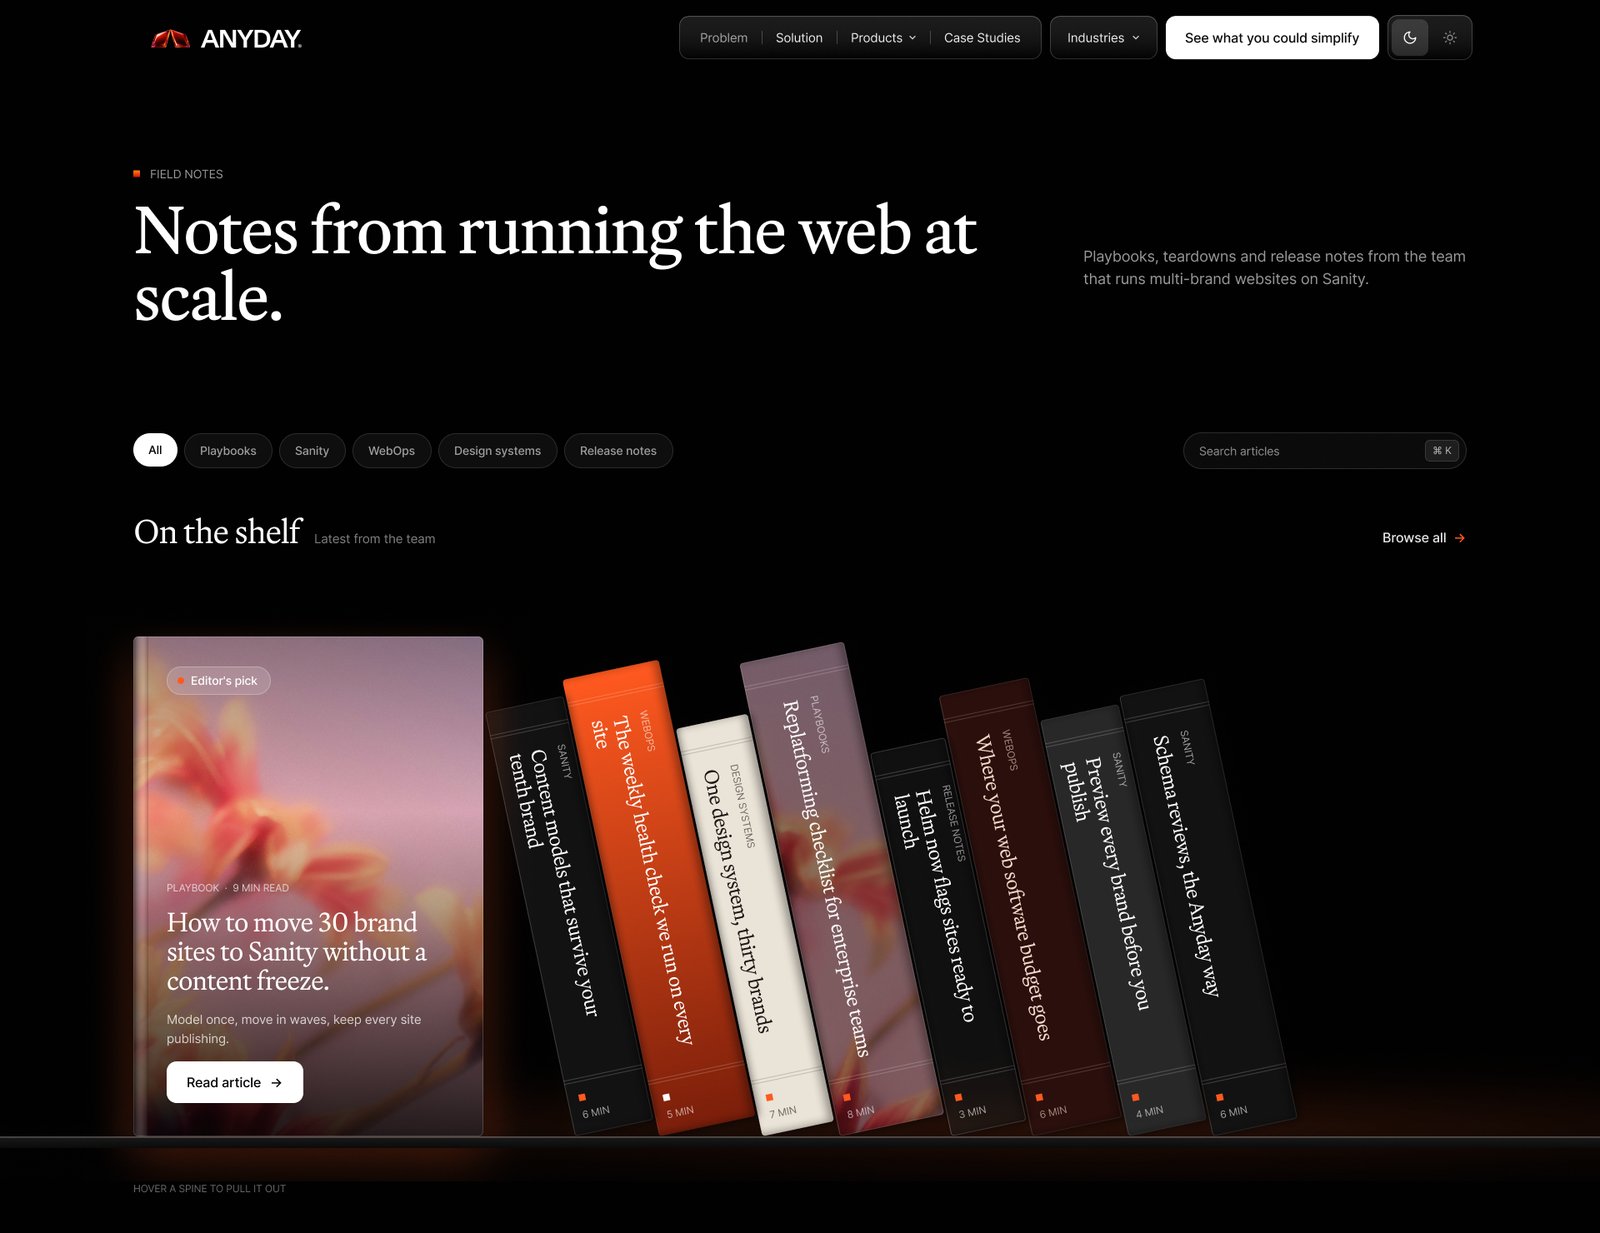 ANYDAY.
Problem
Solution
Products
Case Studies
Industries
See what you could simplify
FIELD NOTES
Notes from running the web at
scale.
Playbooks, teardowns and release notes from the team
that runs multi-brand websites on Sanity.
All
Playbooks
Sanity
WebOps
Design systems
Release notes
Search articles
⌘ K
On the shelf
Latest from the team
Browse all →
Editor's pick
PLAYBOOK · 9 MIN READ
How to move 30 brand
sites to Sanity without a
content freeze.
Model once, move in waves, keep every site
publishing.
Read article →
SANITY
Content models that survive your
tenth brand
6 MIN
WEBOPS
The weekly health check we run on every
site
5 MIN
DESIGN SYSTEMS
One design system, thirty brands
7 MIN
PLAYBOOKS
Replatforming checklist for enterprise teams
8 MIN
RELEASE NOTES
Helm now flags sites ready to
launch
3 MIN
WEBOPS
Where your web software budget goes
6 MIN
SANITY
Preview every brand before you
publish
4 MIN
SANITY
Schema reviews, the Anyday way
6 MIN
HOVER A SPINE TO PULL IT OUT